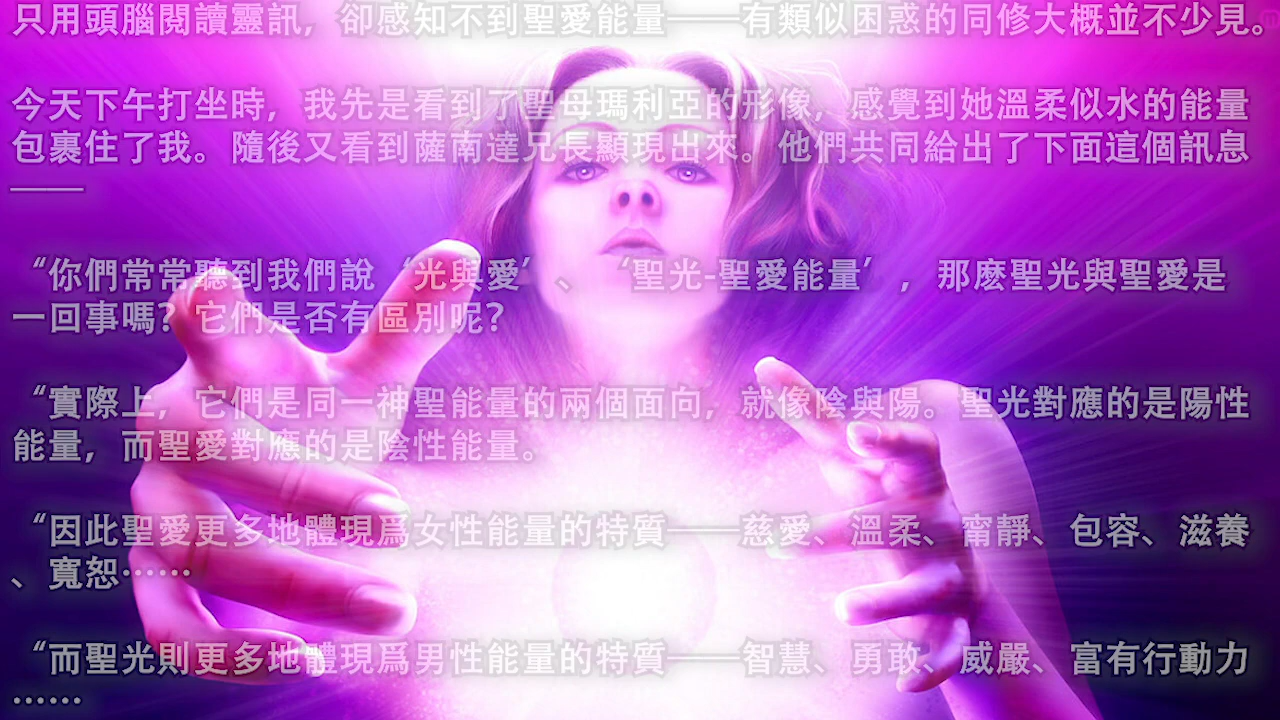 只用頭腦閱讀靈訊，卻感知不到聖愛能量——有類似困惑的同修大概並不少見。
今天下午打坐時，我先是看到了聖母瑪利亞的形像，感覺到她溫柔似水的能量
包裹住了我。隨後又看到薩南達兄長顯現出來。他們共同給出了下面這個訊息
——
“你們常常聽到我們說‘光與愛’、‘聖光-聖愛能量’，那麽聖光與聖愛是
一回事嗎？它們是否有區別呢？
“實際上，它們是同一神聖能量的兩個面向，就像陰與陽。聖光對應的是陽性
能量，而聖愛對應的是陰性能量。
“因此聖愛更多地體現爲女性能量的特質——慈愛、溫柔、甯靜、包容、滋養
、寬恕……
“而聖光則更多地體現爲男性能量的特質——智慧、勇敢、威嚴、富有行動力
……